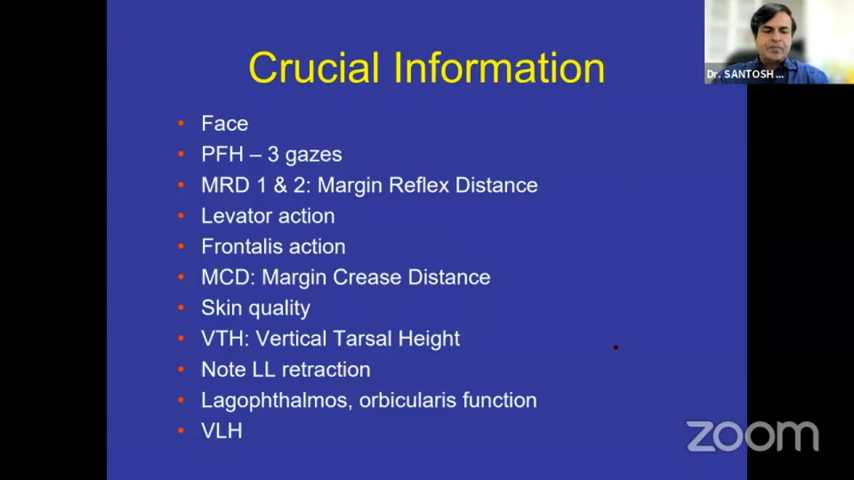 Crucial Information
Dr. SANTOSH ...
• Face
• PFH – 3 gazes
• MRD 1 & 2: Margin Reflex Distance
• Levator action
• Frontalis action
• MCD: Margin Crease Distance
• Skin quality
• VTH: Vertical Tarsal Height
• Note LL retraction
• Lagophthalmos, orbicularis function
• VLH
zoom